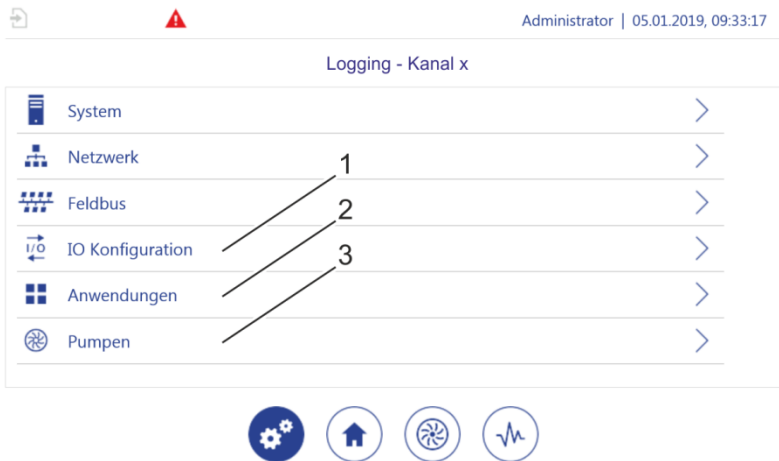 Administrator | 05.01.2019, 09:33:17
Logging - Kanal x
System
Netzwerk
1
Feldbus
2
I/O IO Konfiguration
3
Anwendungen
Pumpen